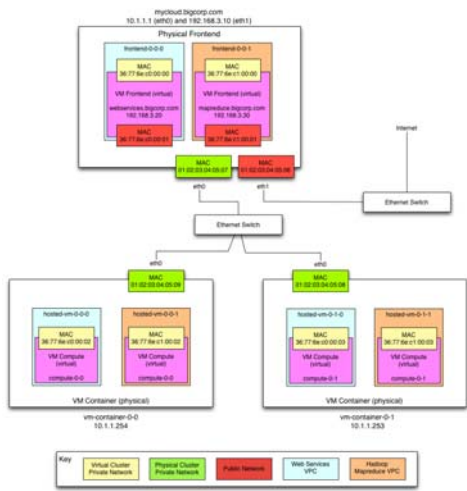 mycloud.bigcorp.com
10.1.1.1 (eth0) and 192.168.3.10 (eth1)
Physical Frontend
frontend-0-0-0
frontend-0-0-1
MAC
36:77:6e:c0:00:00
MAC
36:77:6e:c1:00:00
VM Frontend (virtual)
webservices.bigcorp.com
192.168.3.20
VM Frontend (virtual)
mapreduce.bigcorp.com
192.168.3.30
MAC
36:77:6e:c0:00:01
MAC
36:77:6e:c1:00:01
MAC
01:02:03:04:05:07
MAC
01:02:03:04:05:06
eth0
eth1
Internet
Ethernet Switch
Ethernet Switch
eth0
eth0
MAC
01:02:03:04:05:09
MAC
01:02:03:04:05:08
hosted-vm-0-0-0
hosted-vm-0-0-1
hosted-vm-0-1-0
hosted-vm-0-1-1
MAC
36:77:6e:c0:00:02
MAC
36:77:6e:c1:00:02
MAC
36:77:6e:c0:00:03
MAC
36:77:6e:c1:00:03
VM Compute
(virtual)
compute-0-0
VM Compute
(virtual)
compute-0-0
VM Compute
(virtual)
compute-0-1
VM Compute
(virtual)
compute-0-1
VM Container (physical)
VM Container (physical)
vm-container-0-0
10.1.1.254
vm-container-0-1
10.1.1.253
Key
Virtual Cluster
Private Network
Physical Cluster
Private Network
Public Network
Web Services
VPC
Hadoop
Mapreduce VPC